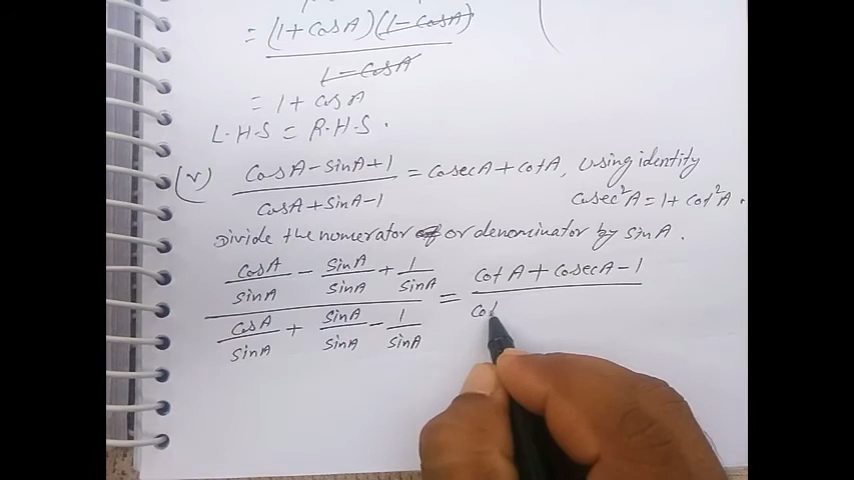 = (1+cosA)(1-cosA)
1-cosA
= 1+cosA
L.H.S = R.H.S.
(v) cosA-sinA+1 / cosA+sinA-1 = cosecA+cotA, using identity
cosec²A = 1+cot²A.
Divide the numerator or denominator by sinA.
cosA/sinA - sinA/sinA + 1/sinA = cotA+cosecA-1
cosA/sinA + sinA/sinA - 1/sinA cot